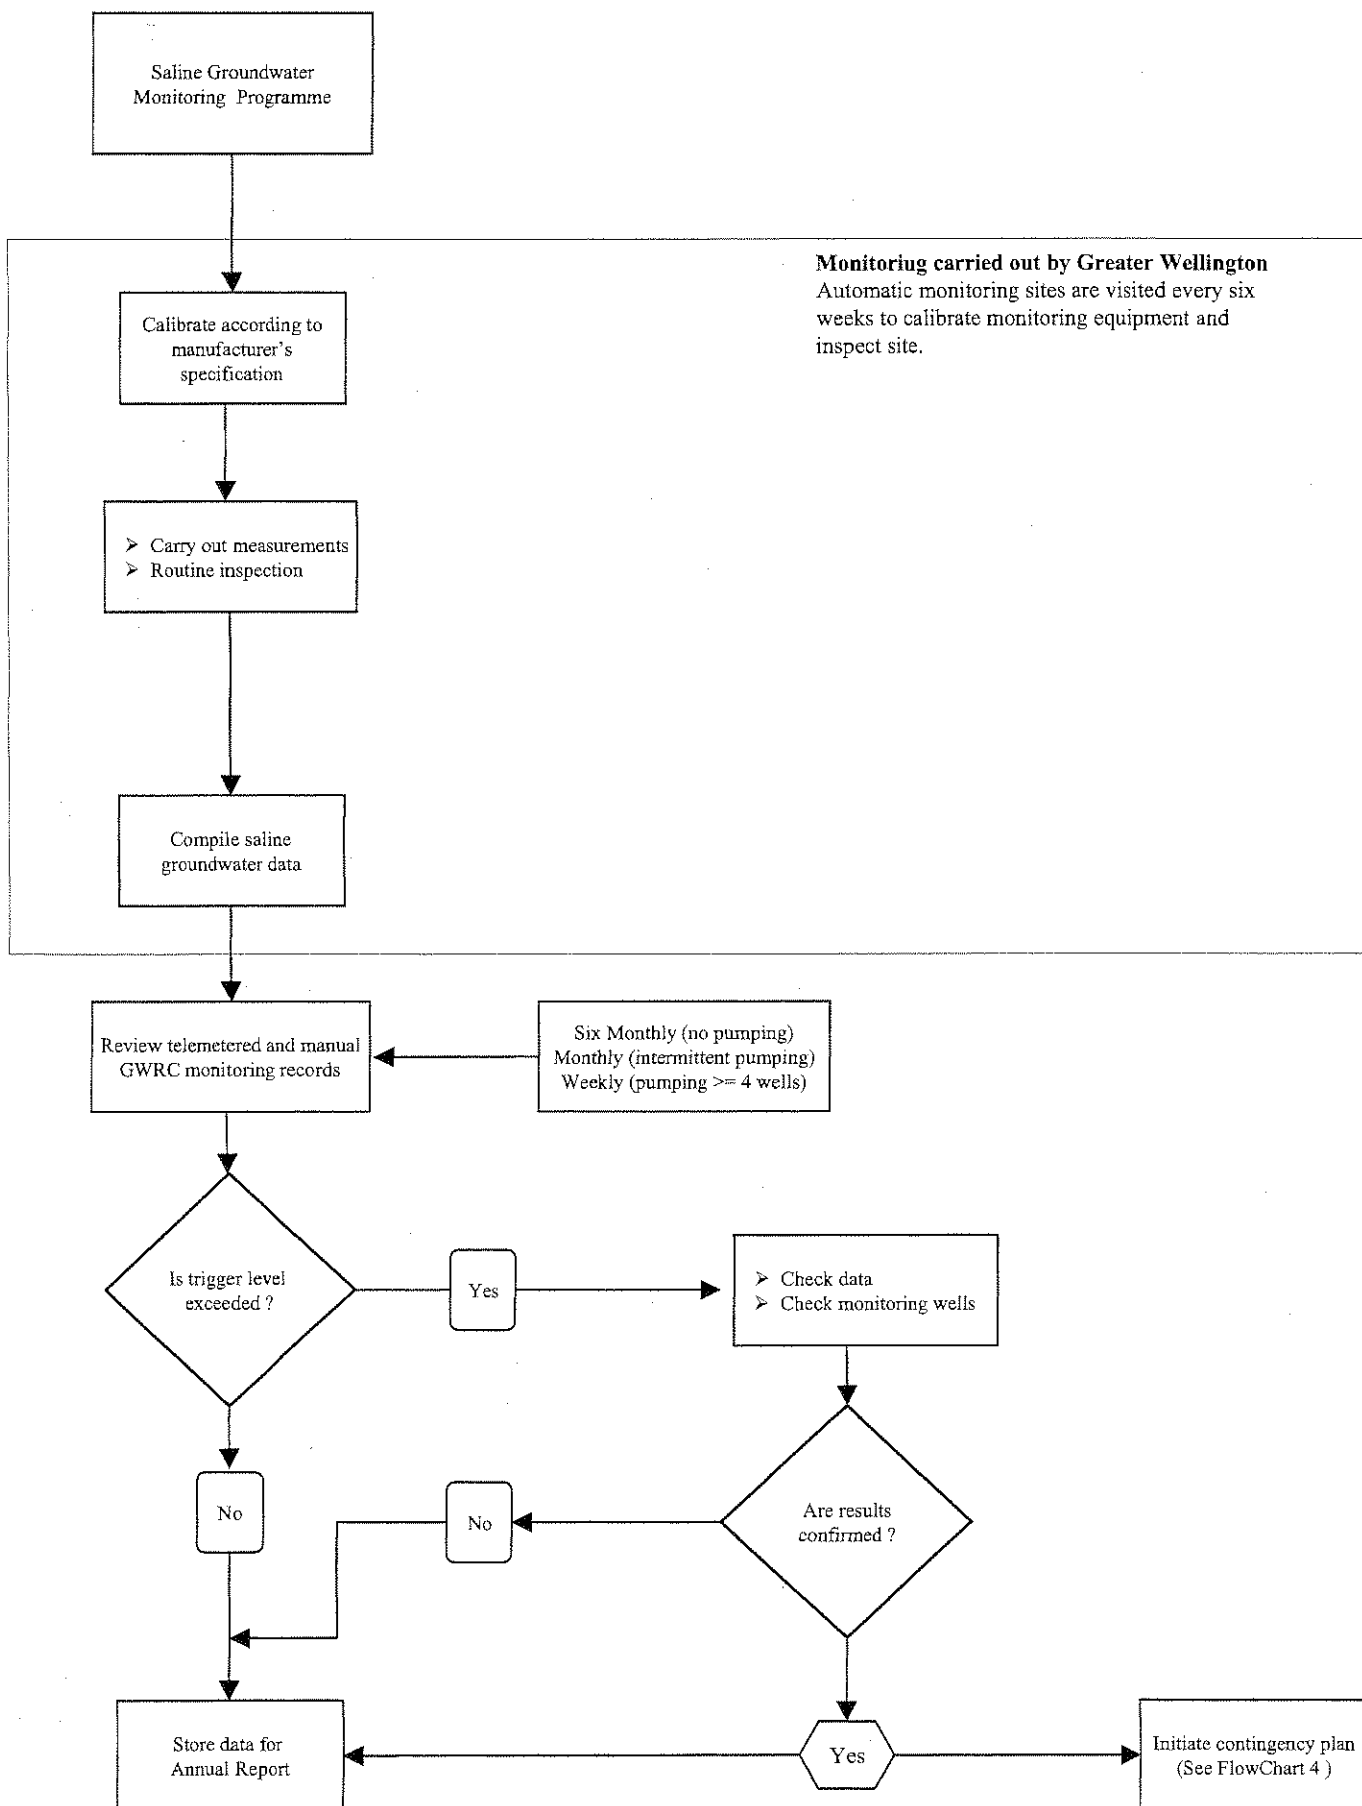 Saline Groundwater
Monitoring Programme
Monitoriug carried out by Greater Wellington
Automatic monitoring sites are visited every six
weeks to calibrate monitoring equipment and
inspect site.
Calibrate according to
manufacturer's
specification
➤ Carry out measurements
➤ Routine inspection
Compile saline
groundwater data
Review telemetered and manual
GWRC monitoring records
Six Monthly (no pumping)
Monthly (intermittent pumping)
Weekly (pumping >= 4 wells)
Is trigger level
exceeded ?
Yes
➤ Check data
➤ Check monitoring wells
No
No
Are results
confirmed ?
Store data for
Annual Report
Yes
Initiate contingency plan
(See FlowChart 4 )